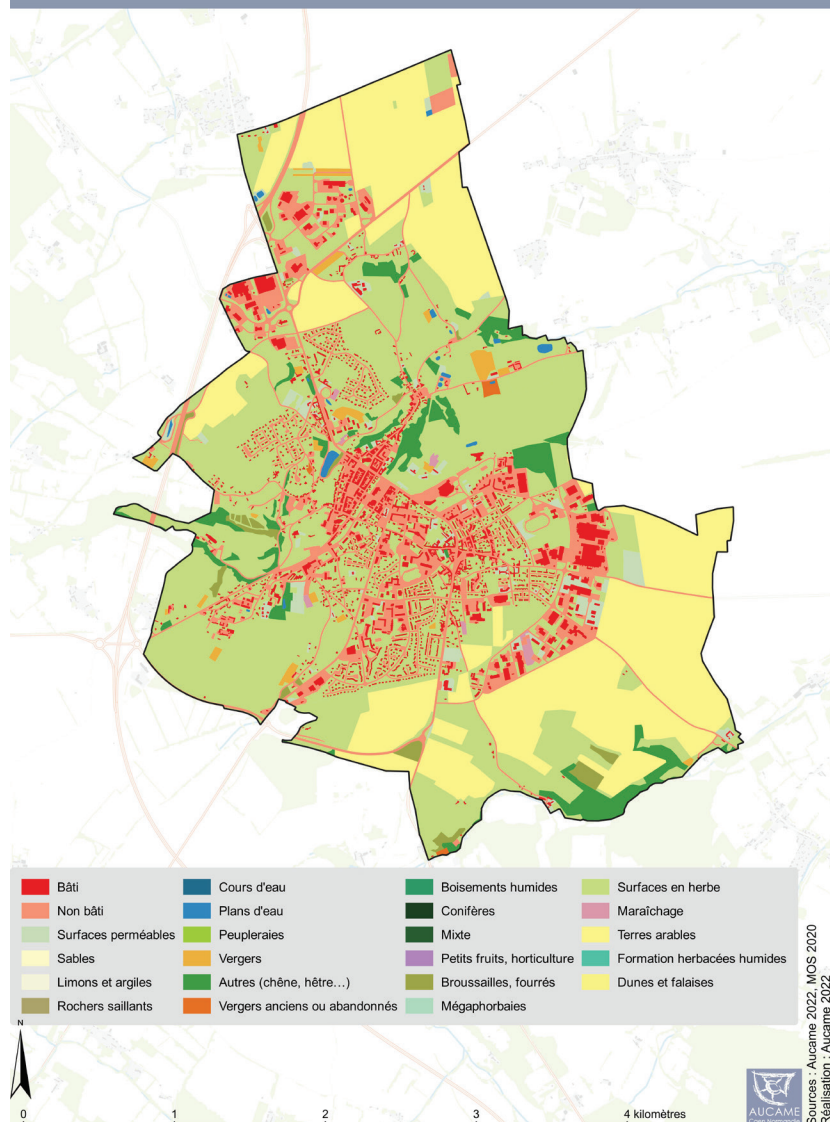 Bâti
Non bâti
Surfaces perméables
Sables
Limons et argiles
Rochers saillants
Cours d'eau
Plans d'eau
Peupleraies
Vergers
Autres (chêne, hêtre…)
Vergers anciens ou abandonnés
Boisements humides
Conifères
Mixte
Petits fruits, horticulture
Broussailles, fourrés
Mégaphorbaies
Surfaces en herbe
Maraîchage
Terres arables
Formation herbacées humides
Dunes et falaises
N
0 1 2 3 4 kilomètres
AUCAME
Caen Normandie
Sources : Aucame 2022, MOS 2020
Réalisation : Aucame 2022